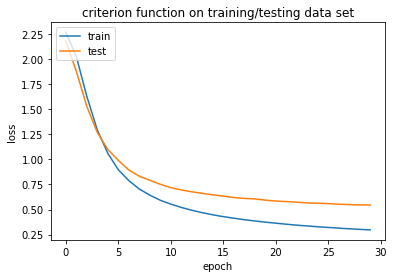 criterion function on training/testing data set
train
test
2.25
2.00
1.75
1.50
1.25
1.00
0.75
0.50
0.25
loss
0 5 10 15 20 25 30
epoch